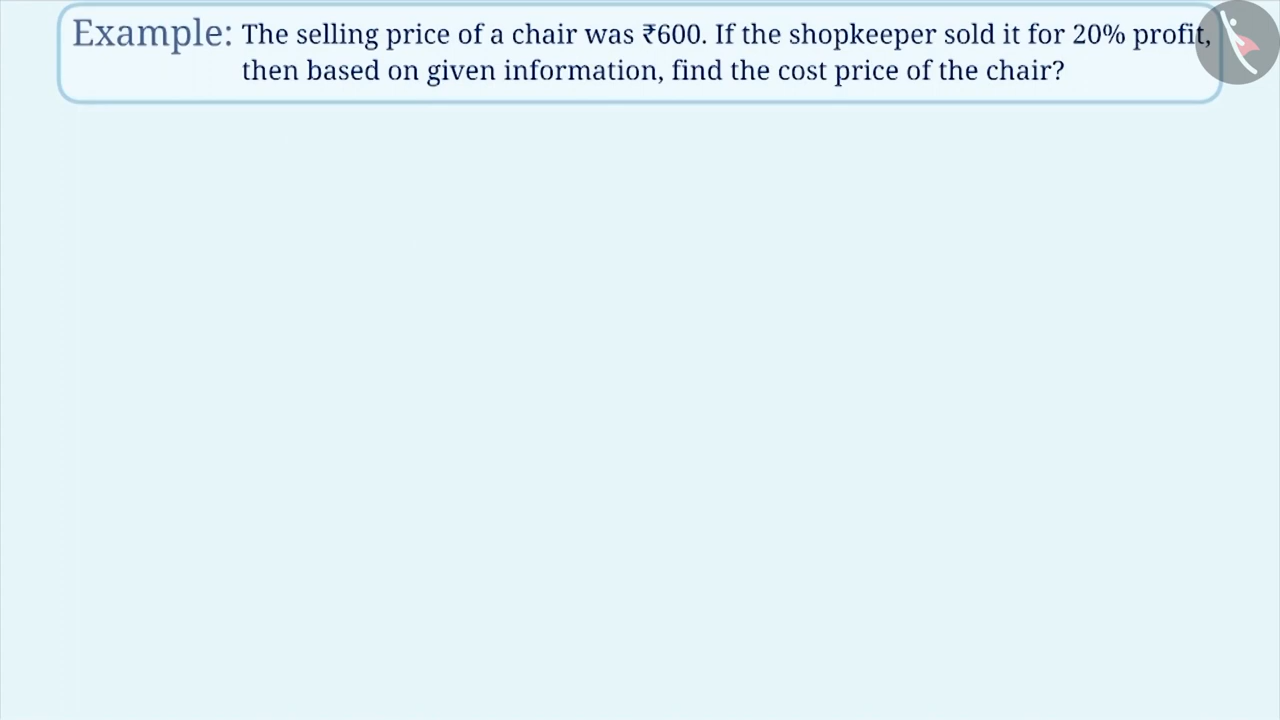 Example: The selling price of a chair was ₹600. If the shopkeeper sold it for 20% profit,
then based on given information, find the cost price of the chair?